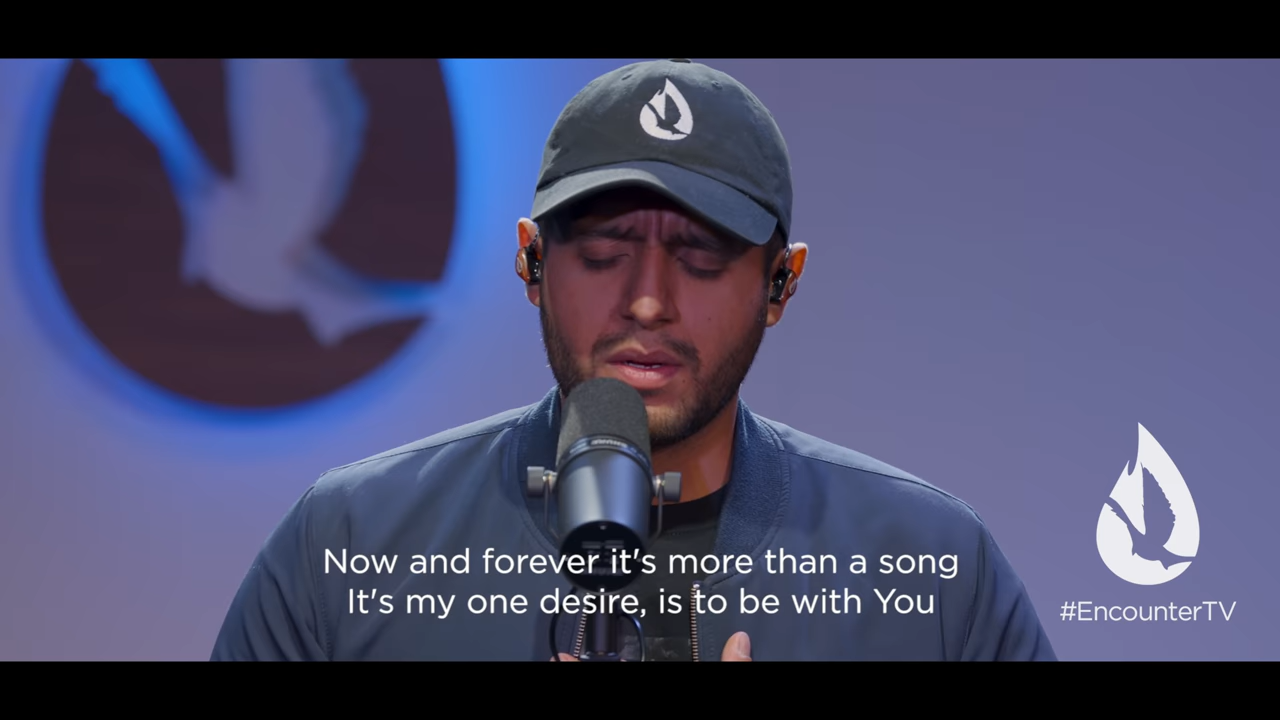 Now and forever it's more than a song
It's my one desire, is to be with You
#EncounterTV